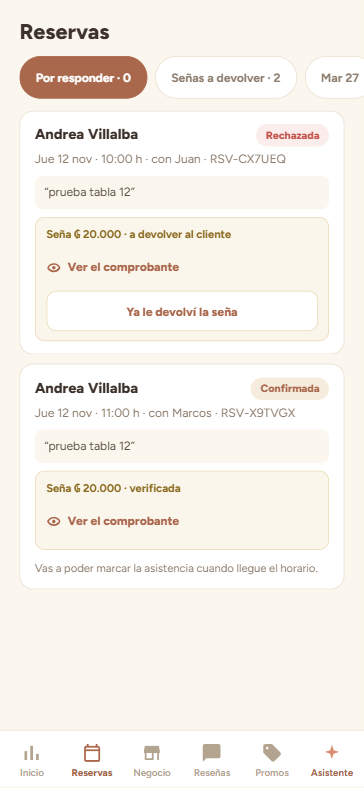 Reservas
Por responder · 0
Señas a devolver · 2
Mar 27
Andrea Villalba
Rechazada
Jue 12 nov · 10:00 h · con Juan · RSV-CX7UEQ
“prueba tabla 12”
Seña ₲ 20.000 · a devolver al cliente
Ver el comprobante
Ya le devolví la seña
Andrea Villalba
Confirmada
Jue 12 nov · 11:00 h · con Marcos · RSV-X9TVGX
“prueba tabla 12”
Seña ₲ 20.000 · verificada
Ver el comprobante
Vas a poder marcar la asistencia cuando llegue el horario.
Inicio
Reservas
Negocio
Reseñas
Promos
Asistente